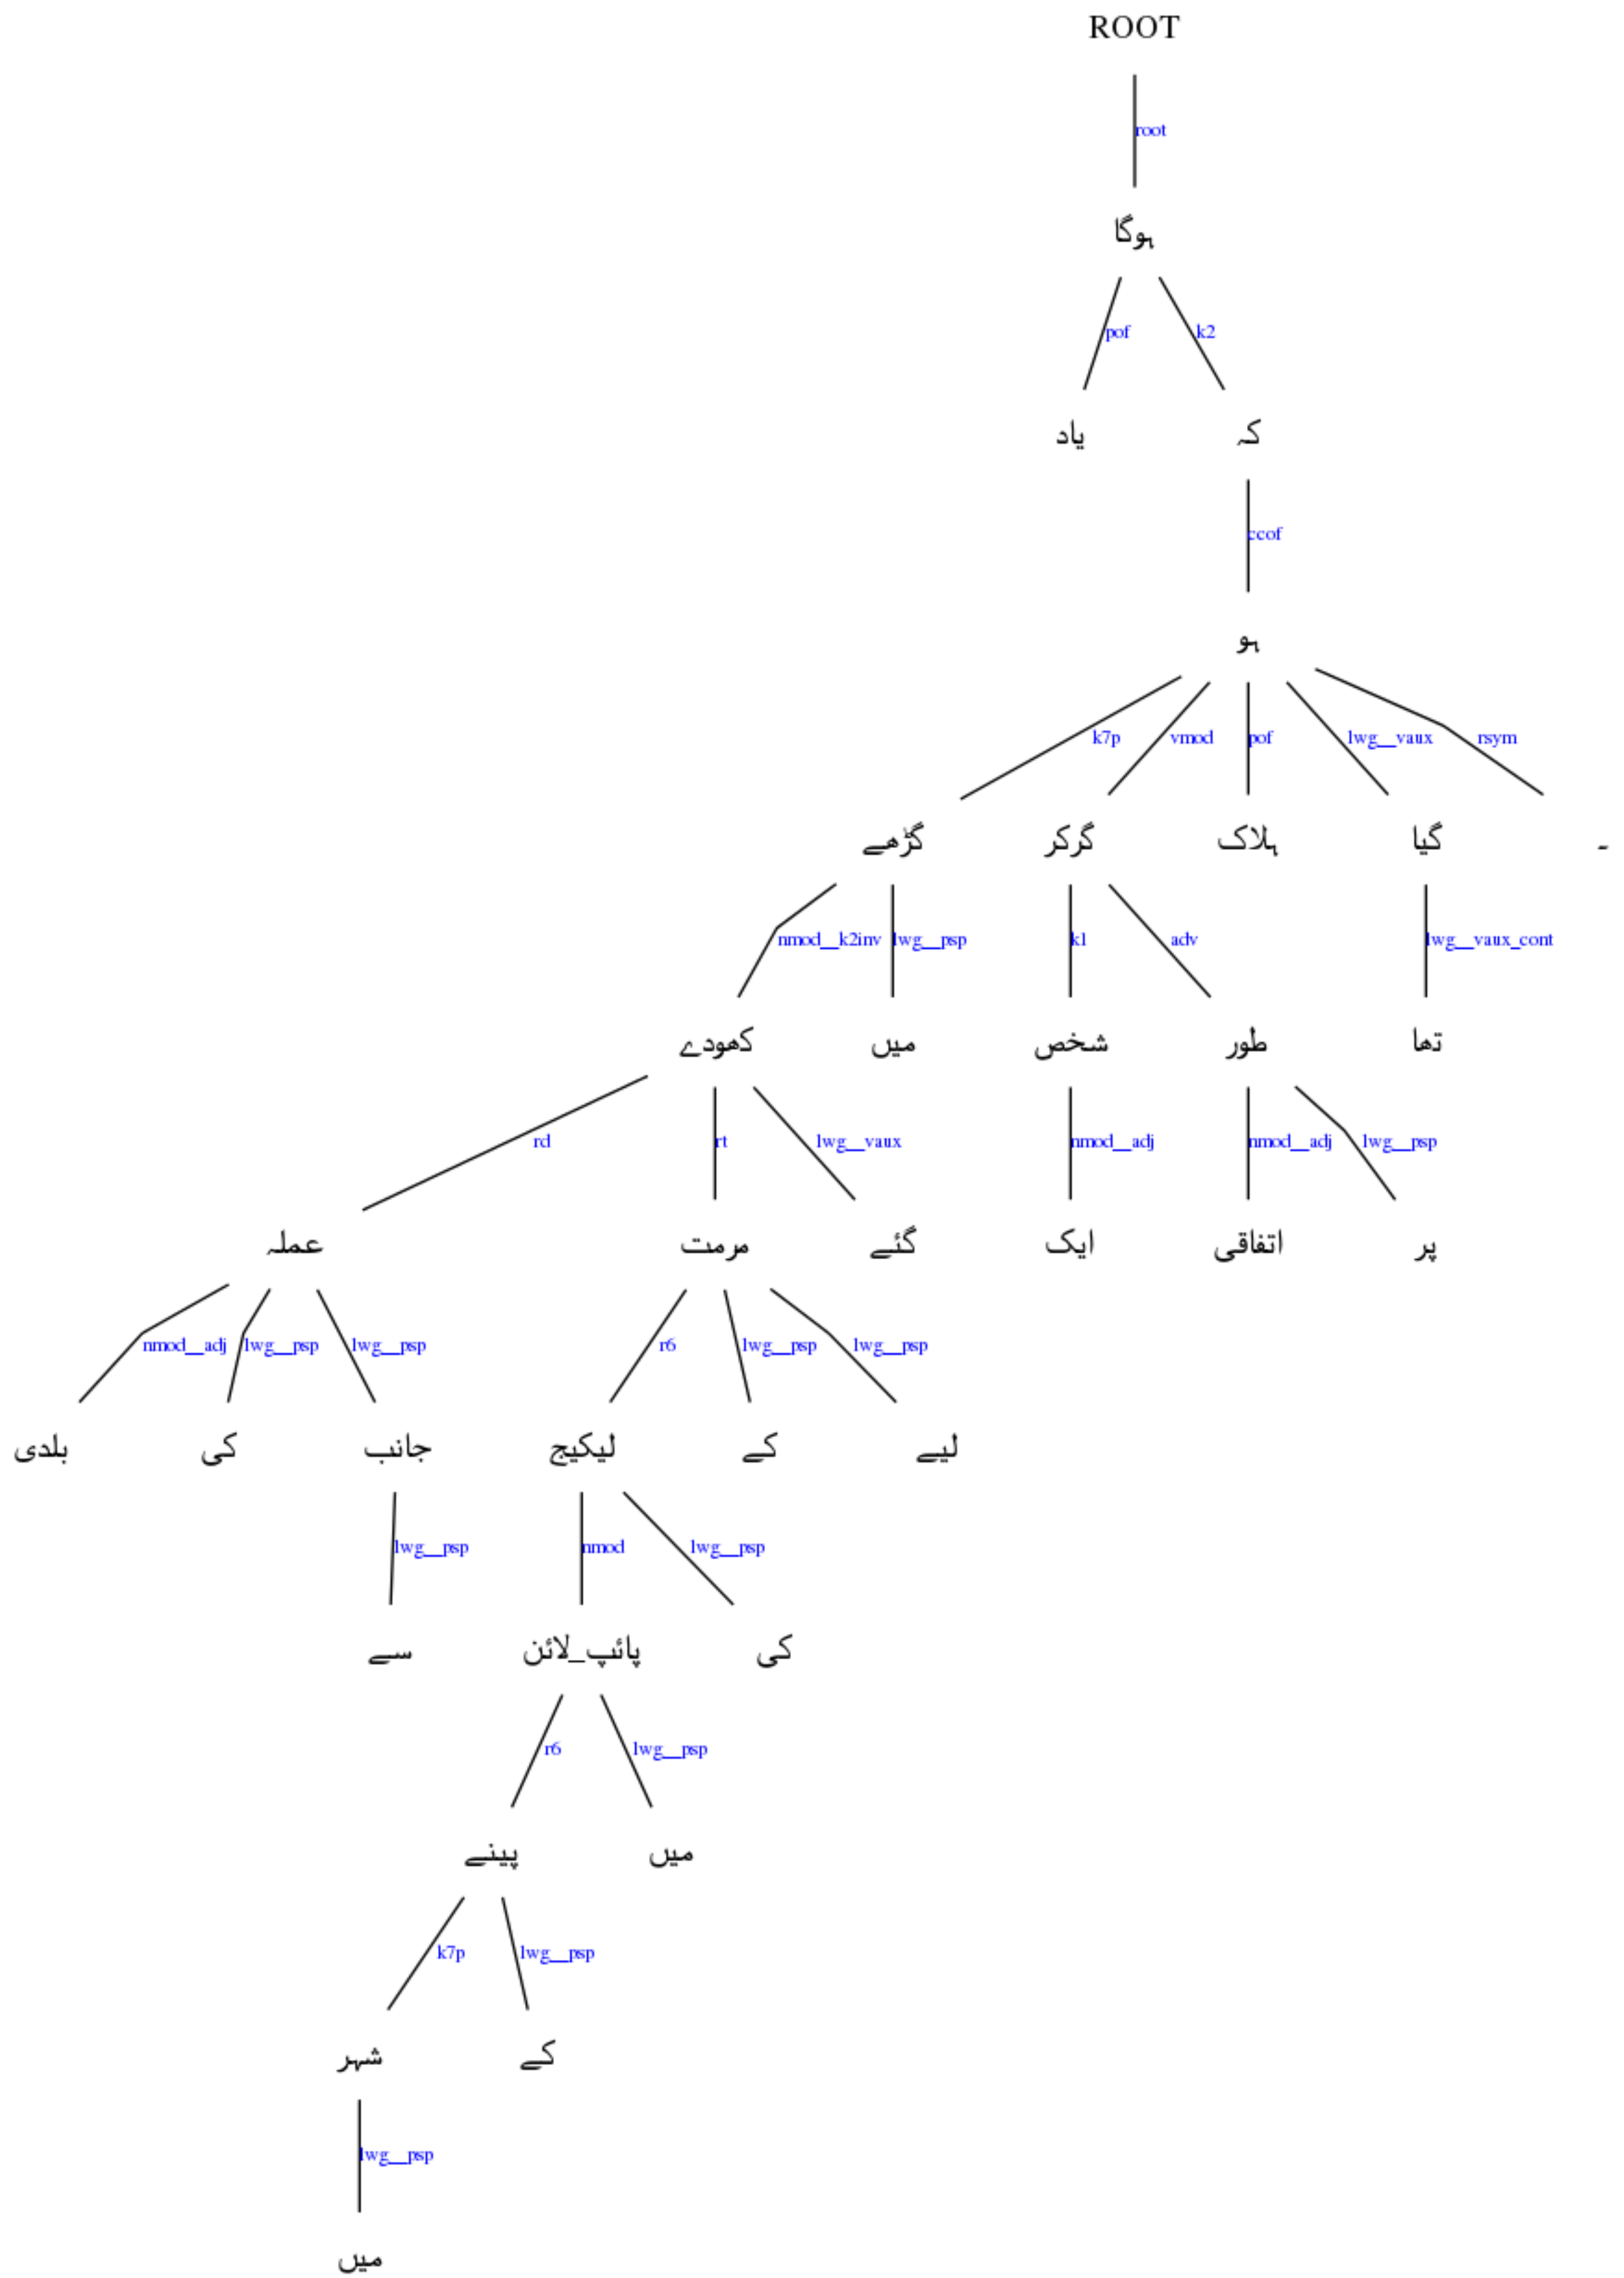 ROOT
root
ہوگا
pof k2
یاد کہ
ccof
ہو
k7p vmod pof lwg__vaux rsym
گڑھے گرکر ہلاک گیا ۔
nmod__k2inv lwg__psp k1 adv lwg__vaux_cont
کھودے میں شخص طور تھا
rd rt lwg__vaux nmod__adj nmod__adj lwg__psp
عملہ مرمت گئے ایک اتفاقی پر
nmod__adj lwg__psp lwg__psp r6 lwg__psp lwg__psp
بلدی کی جانب لیکیج کے لیے
lwg__psp nmod lwg__psp
سے پائپ_لائن کی
r6 lwg__psp
پینے میں
k7p lwg__psp
شہر کے
lwg__psp
میں